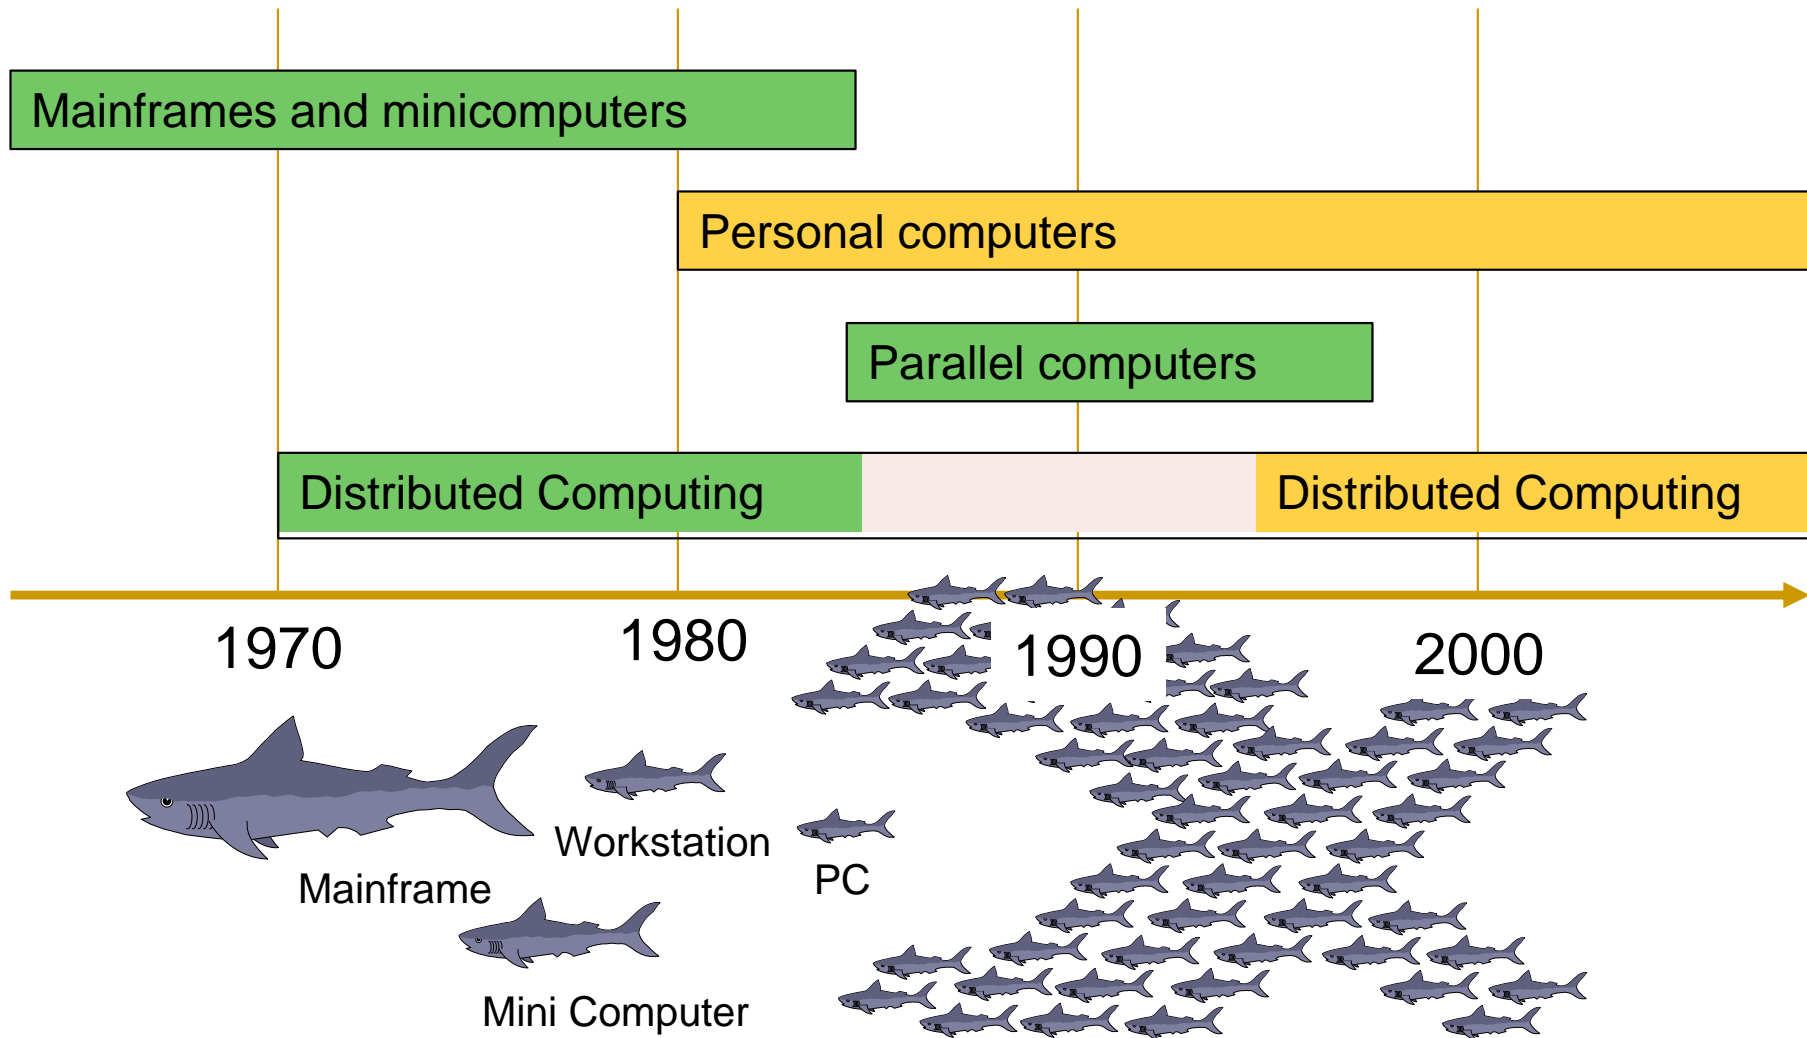 Mainframes and minicomputers
Personal computers
Parallel computers
Distributed Computing
Distributed Computing
1970
1980
1990
2000
Workstation
Mainframe
PC
Mini Computer